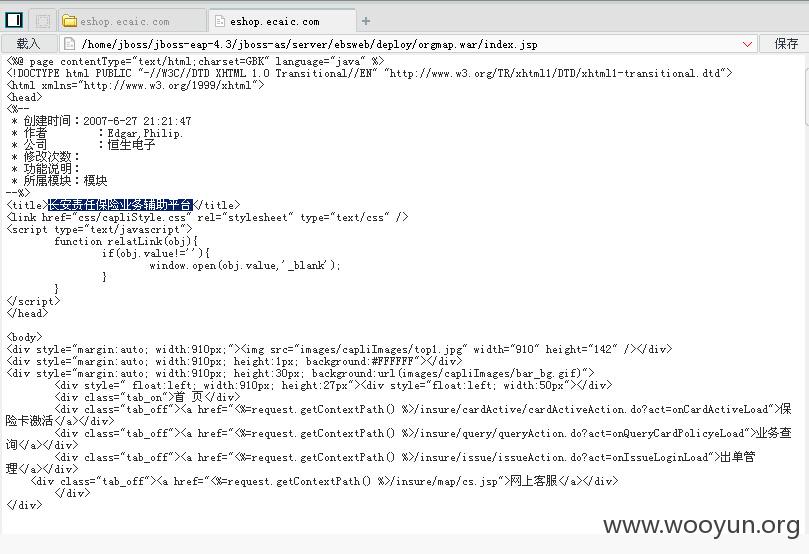 eshop.ecaic.com
eshop.ecaic.com
载入
/home/jboss/jboss-eap-4.3/jboss-as/server/ebsweb/deploy/orgmap.war/index.jsp
保存
<%@ page contentType="text/html;charset=GBK" language="java" %>
<!DOCTYPE html PUBLIC "-//W3C//DTD XHTML 1.0 Transitional//EN" "http://www.w3.org/TR/xhtml1/DTD/xhtml1-transitional.dtd">
<html xmlns="http://www.w3.org/1999/xhtml">
<head>
<%--
* 创建时间：2007-6-27 21:21:47
* 作者 ：Edgar,Philip.
* 公司 ：恒生电子
* 修改次数：
* 功能说明：
* 所属模块：模块
--%>
<title>长安责任保险业务辅助平台</title>
<link href="css/capliStyle.css" rel="stylesheet" type="text/css" />
<script type="text/javascript">
function relatLink(obj){
if(obj.value!=''){
window.open(obj.value,'_blank');
}
}
</script>
</head>
<body>
<div style="margin:auto; width:910px;"><img src="images/capliImages/top1.jpg" width="910" height="142" /></div>
<div style="margin:auto; width:910px; height:1px; background:#FFFFFF"></div>
<div style="margin:auto; width:910px; height:30px; background:url(images/capliImages/bar_bg.gif)">
<div style=" float:left; width:910px; height:27px"><div style="float:left; width:50px"></div>
<div class="tab_on">首 页</div>
<div class="tab_off"><a href="<%=request.getContextPath() %>/insure/cardActive/cardActiveAction.do?act=onCardActiveLoad">保
险卡激活</a></div>
<div class="tab_off"><a href="<%=request.getContextPath() %>/insure/query/queryAction.do?act=onQueryCardPolicyeLoad">业务查
询</a></div>
<div class="tab_off"><a href="<%=request.getContextPath() %>/insure/issue/issueAction.do?act=onIssueLoginLoad">出单管
理</a></div>
<div class="tab_off"><a href="<%=request.getContextPath() %>/insure/map/cs.jsp">网上客服</a></div>
</div>
</div>
www.wooyun.org